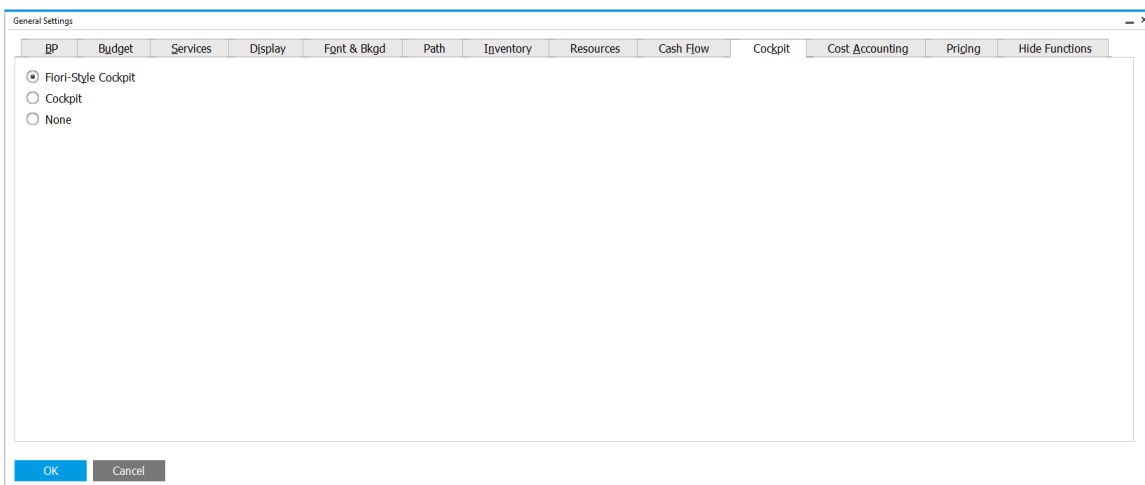 General Settings
BP Budget Services Display Font & Bkgd Path Inventory Resources Cash Flow Cockpit Cost Accounting Pricing Hide Functions
Fiori-Style Cockpit
Cockpit
None
OK Cancel